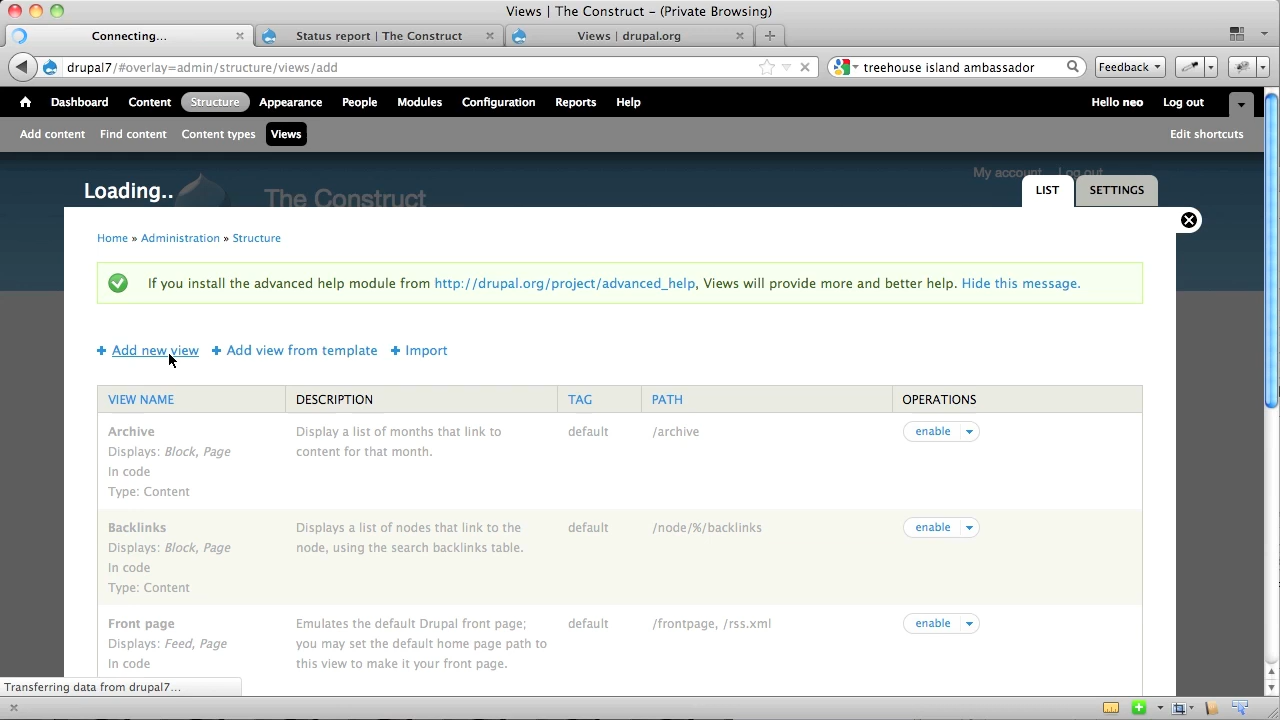 Views | The Construct – (Private Browsing)
Connecting...
Status report | The Construct
Views | drupal.org
drupal7/#overlay=admin/structure/views/add
treehouse island ambassador
Feedback
Dashboard Content Structure Appearance People Modules Configuration Reports Help
Hello neo Log out
Add content Find content Content types Views
Edit shortcuts
My account Log out
Loading..
The Construct
LIST SETTINGS
Home » Administration » Structure
If you install the advanced help module from http://drupal.org/project/advanced_help, Views will provide more and better help. Hide this message.
Add new view Add view from template Import
VIEW NAME DESCRIPTION TAG PATH OPERATIONS
Archive Display a list of months that link to default /archive enable
Displays: Block, Page content for that month.
In code
Type: Content
Backlinks Displays a list of nodes that link to the default /node/%/backlinks enable
Displays: Block, Page node, using the search backlinks table.
In code
Type: Content
Front page Emulates the default Drupal front page; default /frontpage, /rss.xml enable
Displays: Feed, Page you may set the default home page path to
In code this view to make it your front page.
Transferring data from drupal7...